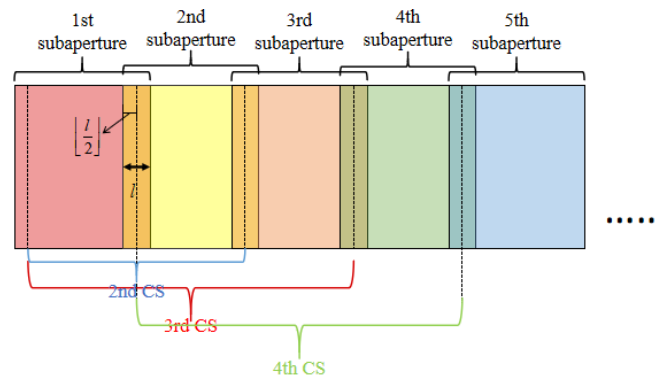 1st
subaperture
2nd
subaperture
3rd
subaperture
4th
subaperture
5th
subaperture
⌊l/2⌋
l
.....
2nd CS
3rd CS
4th CS